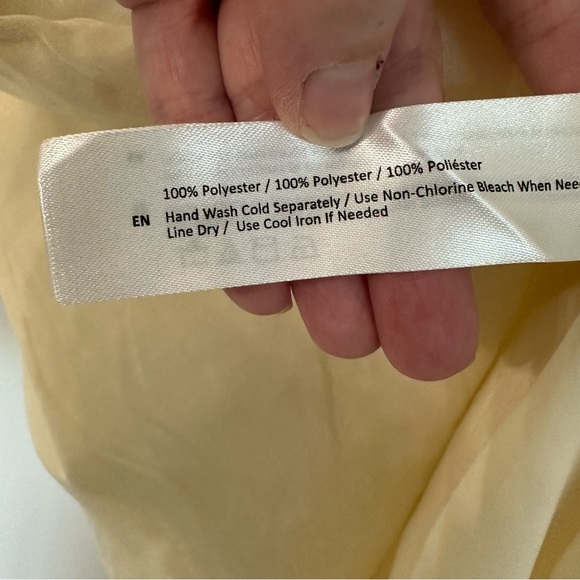 100% Polyester / 100% Polyester / 100% Poliéster
EN Hand Wash Cold Separately / Use Non-Chlorine Bleach When
Line Dry / Use Cool Iron If Needed